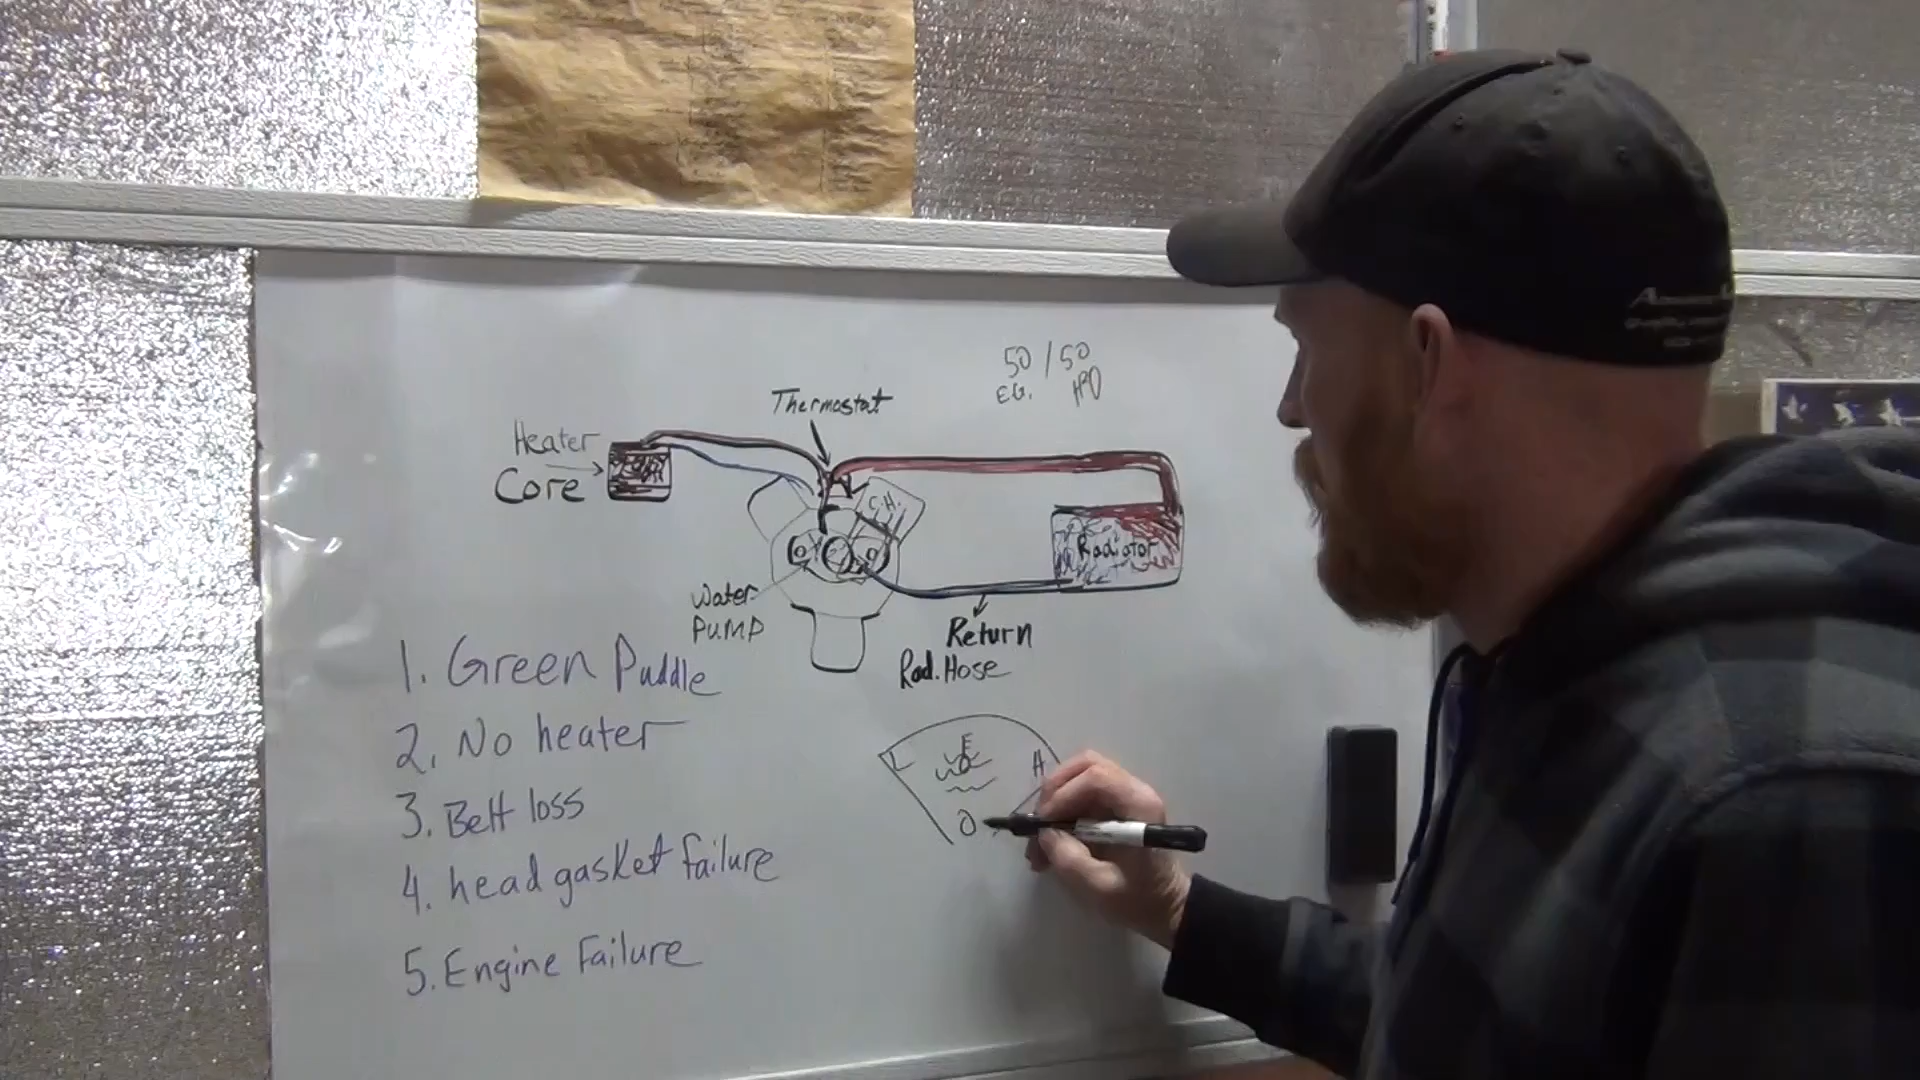 50 / 50
EG. H2O
Thermostat
Heater
Core
C.H.
Radiator
Water
PUMP
Return
Rad. Hose
1. Green Puddle
2. No heater
3. Belt loss
4. head gasket failure
5. Engine Failure
L E H